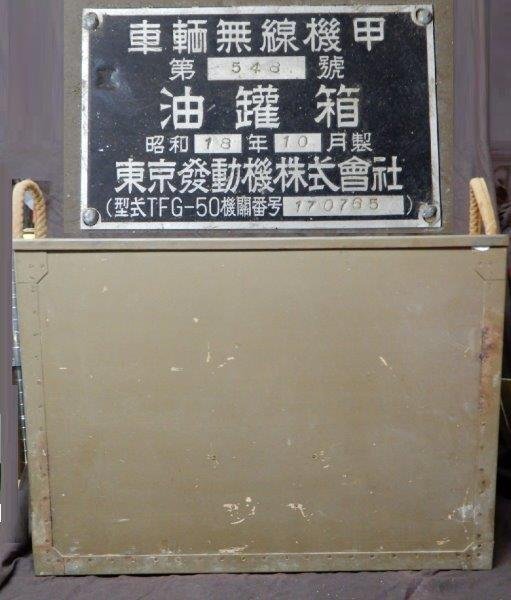 車輌無線機甲
第 548 號
油罐箱
昭和 18 年 10 月製
東京發動機株式會社
(型式TFG-50機關番号 170765)